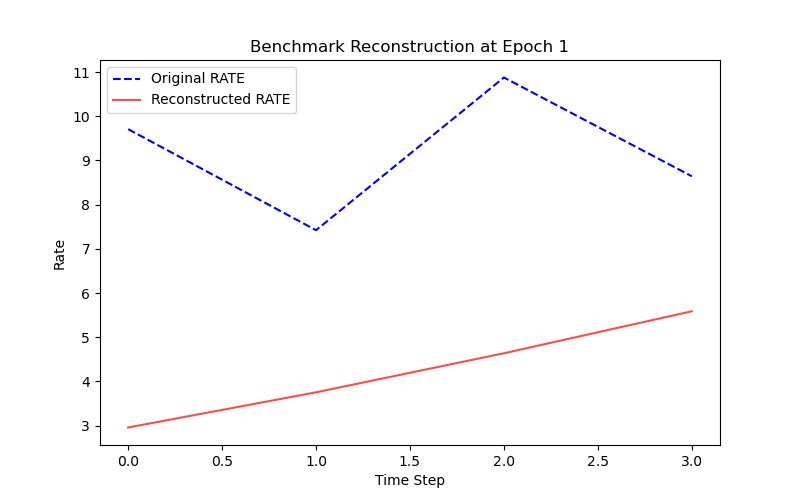 Benchmark Reconstruction at Epoch 1
Original RATE
Reconstructed RATE
Rate
11
10
9
8
7
6
5
4
3
0.0 0.5 1.0 1.5 2.0 2.5 3.0
Time Step